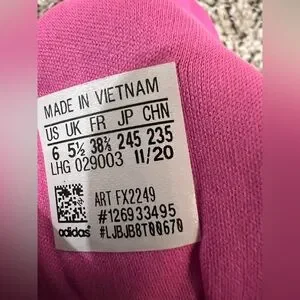 MADE IN VIETNAM
US UK FR JP CHN
6 5½ 38⅔ 245 235
LHG 029003 11/20
ART FX2249
#126933495
adidas #LJBJB8T00670